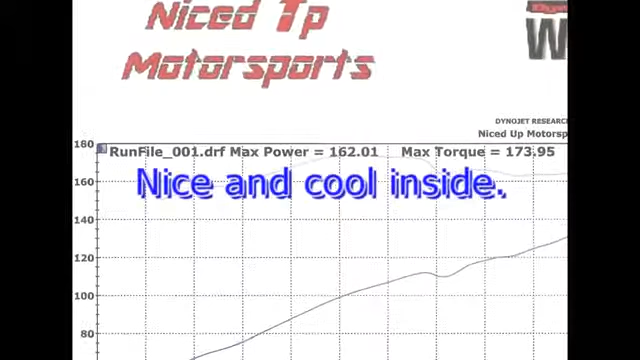 Niced Tp
Motorsports
W
DYNOJET RESEARC
Niced Up Motorsp
180
RunFile_001.drf Max Power = 162.01 Max Torque = 173.95
160
Nice and cool inside.
140
120
100
80